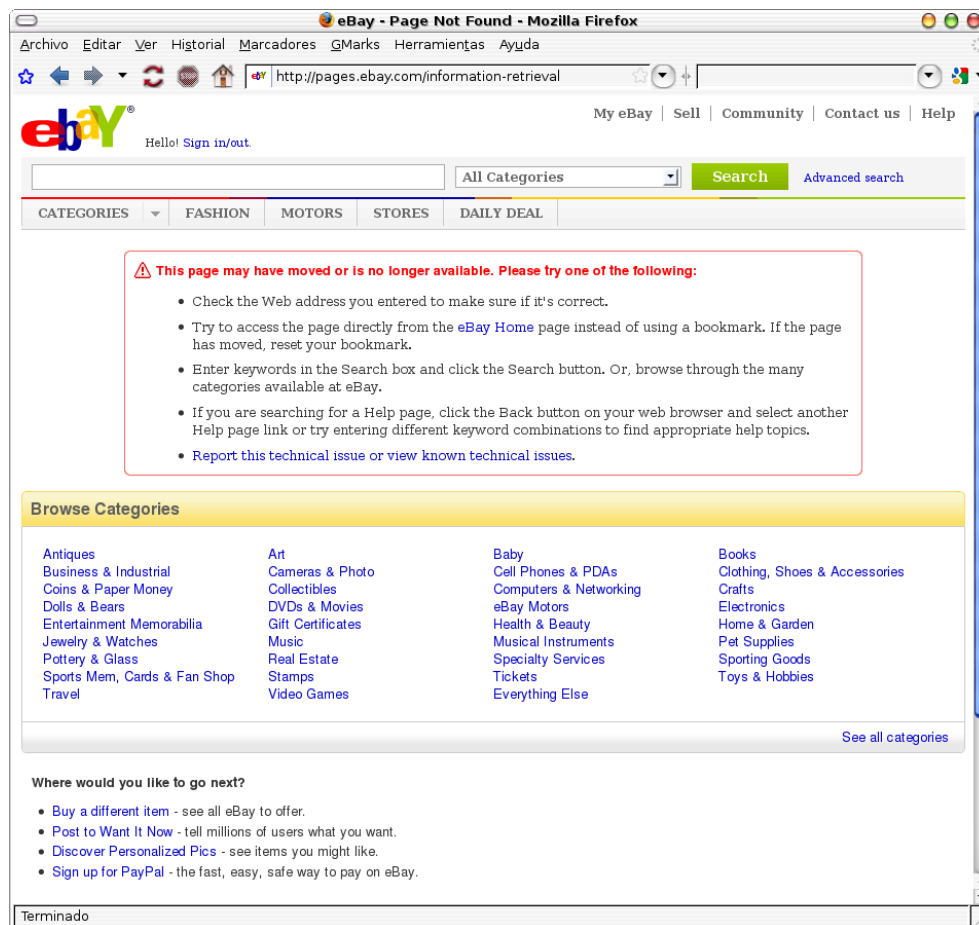 eBay - Page Not Found - Mozilla Firefox
Archivo Editar Ver Historial Marcadores GMarks Herramientas Ayuda
http://pages.ebay.com/information-retrieval
ebaY®
My eBay | Sell | Community | Contact us | Help
Hello! Sign in/out.
All Categories Search Advanced search
CATEGORIES FASHION MOTORS STORES DAILY DEAL
This page may have moved or is no longer available. Please try one of the following:
• Check the Web address you entered to make sure if it's correct.
• Try to access the page directly from the eBay Home page instead of using a bookmark. If the page
has moved, reset your bookmark.
• Enter keywords in the Search box and click the Search button. Or, browse through the many
categories available at eBay.
• If you are searching for a Help page, click the Back button on your web browser and select another
Help page link or try entering different keyword combinations to find appropriate help topics.
• Report this technical issue or view known technical issues.
Browse Categories
Antiques Art Baby Books
Business & Industrial Cameras & Photo Cell Phones & PDAs Clothing, Shoes & Accessories
Coins & Paper Money Collectibles Computers & Networking Crafts
Dolls & Bears DVDs & Movies eBay Motors Electronics
Entertainment Memorabilia Gift Certificates Health & Beauty Home & Garden
Jewelry & Watches Music Musical Instruments Pet Supplies
Pottery & Glass Real Estate Specialty Services Sporting Goods
Sports Mem, Cards & Fan Shop Stamps Tickets Toys & Hobbies
Travel Video Games Everything Else
See all categories
Where would you like to go next?
• Buy a different item - see all eBay to offer.
• Post to Want It Now - tell millions of users what you want.
• Discover Personalized Pics - see items you might like.
• Sign up for PayPal - the fast, easy, safe way to pay on eBay.
Terminado